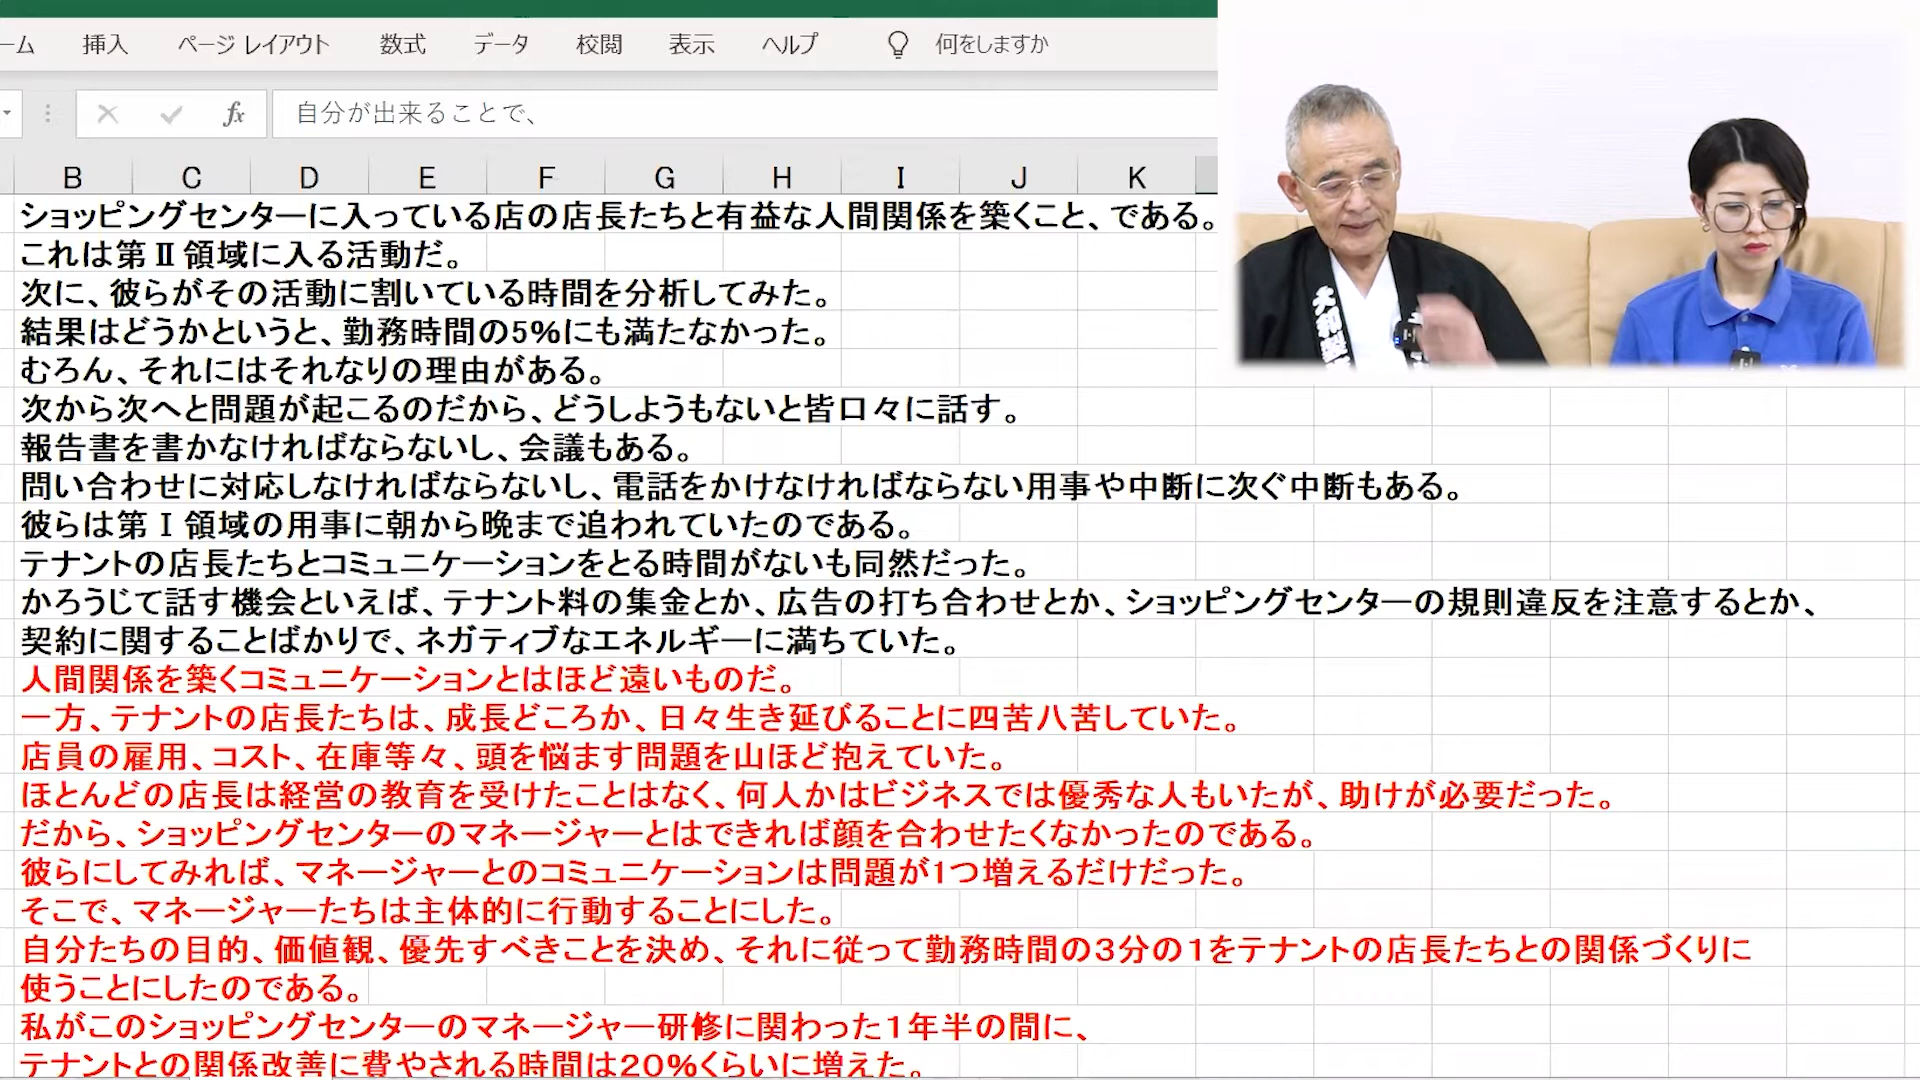 ーム 挿入 ページ レイアウト 数式 データ 校閲 表示 ヘルプ 何をしますか
fx 自分が出来ることで、
B C D E F G H I J K
ショッピングセンターに入っている店の店長たちと有益な人間関係を築くこと、である。
これは第Ⅱ領域に入る活動だ。
次に、彼らがその活動に割いている時間を分析してみた。
結果はどうかというと、勤務時間の5%にも満たなかった。
むろん、それにはそれなりの理由がある。
次から次へと問題が起こるのだから、どうしようもないと皆口々に話す。
報告書を書かなければならないし、会議もある。
問い合わせに対応しなければならないし、電話をかけなければならない用事や中断に次ぐ中断もある。
彼らは第Ⅰ領域の用事に朝から晩まで追われていたのである。
テナントの店長たちとコミュニケーションをとる時間がないも同然だった。
かろうじて話す機会といえば、テナント料の集金とか、広告の打ち合わせとか、ショッピングセンターの規則違反を注意するとか、
契約に関することばかりで、ネガティブなエネルギーに満ちていた。
人間関係を築くコミュニケーションとはほど遠いものだ。
一方、テナントの店長たちは、成長どころか、日々生き延びることに四苦八苦していた。
店員の雇用、コスト、在庫等々、頭を悩ます問題を山ほど抱えていた。
ほとんどの店長は経営の教育を受けたことはなく、何人かはビジネスでは優秀な人もいたが、助けが必要だった。
だから、ショッピングセンターのマネージャーとはできれば顔を合わせたくなかったのである。
彼らにしてみれば、マネージャーとのコミュニケーションは問題が1つ増えるだけだった。
そこで、マネージャーたちは主体的に行動することにした。
自分たちの目的、価値観、優先すべきことを決め、それに従って勤務時間の3分の1をテナントの店長たちとの関係づくりに
使うことにしたのである。
私がこのショッピングセンターのマネージャー研修に関わった1年半の間に、
テナントとの関係改善に費やされる時間は20%くらいに増えた。
大和